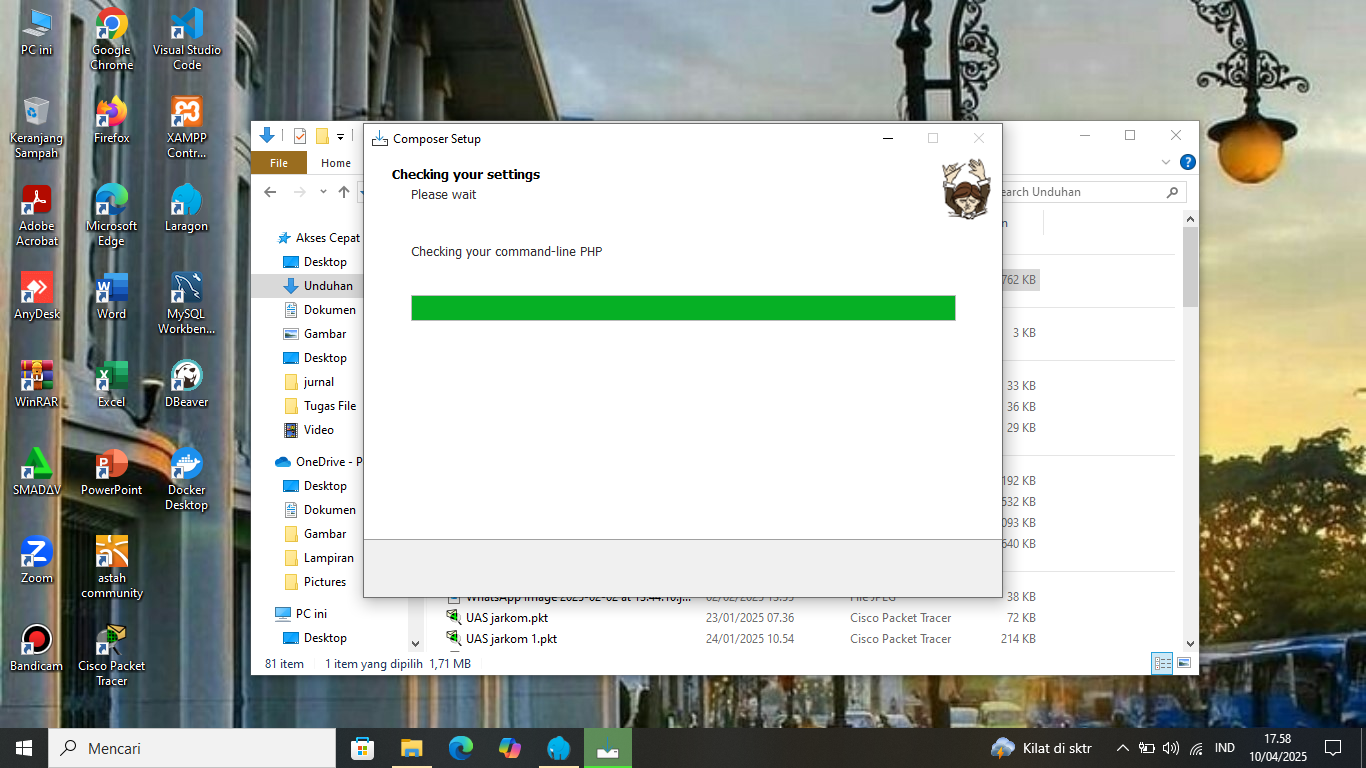 PC ini
Google Chrome
Visual Studio Code
Keranjang Sampah
Firefox
XAMPP Contr...
Adobe Acrobat
Microsoft Edge
Laragon
AnyDesk
Word
MySQL Workben...
WinRAR
Excel
DBeaver
SMADΔV
PowerPoint
Docker Desktop
Zoom
astah community
Bandicam
Cisco Packet Tracer
File
Home
Akses Cepat
Desktop
Unduhan
Dokumen
Gambar
Desktop
jurnal
Tugas File
Video
OneDrive - P
Desktop
Dokumen
Gambar
Lampiran
Pictures
PC ini
Desktop
Composer Setup
Checking your settings
Please wait
Checking your command-line PHP
earch Unduhan
762 KB
3 KB
33 KB
36 KB
29 KB
192 KB
532 KB
093 KB
640 KB
38 KB
UAS jarkom.pkt 23/01/2025 07.36 Cisco Packet Tracer 72 KB
UAS jarkom 1.pkt 24/01/2025 10.54 Cisco Packet Tracer 214 KB
81 item 1 item yang dipilih 1,71 MB
Mencari
Kilat di sktr
IND
17.58
10/04/2025